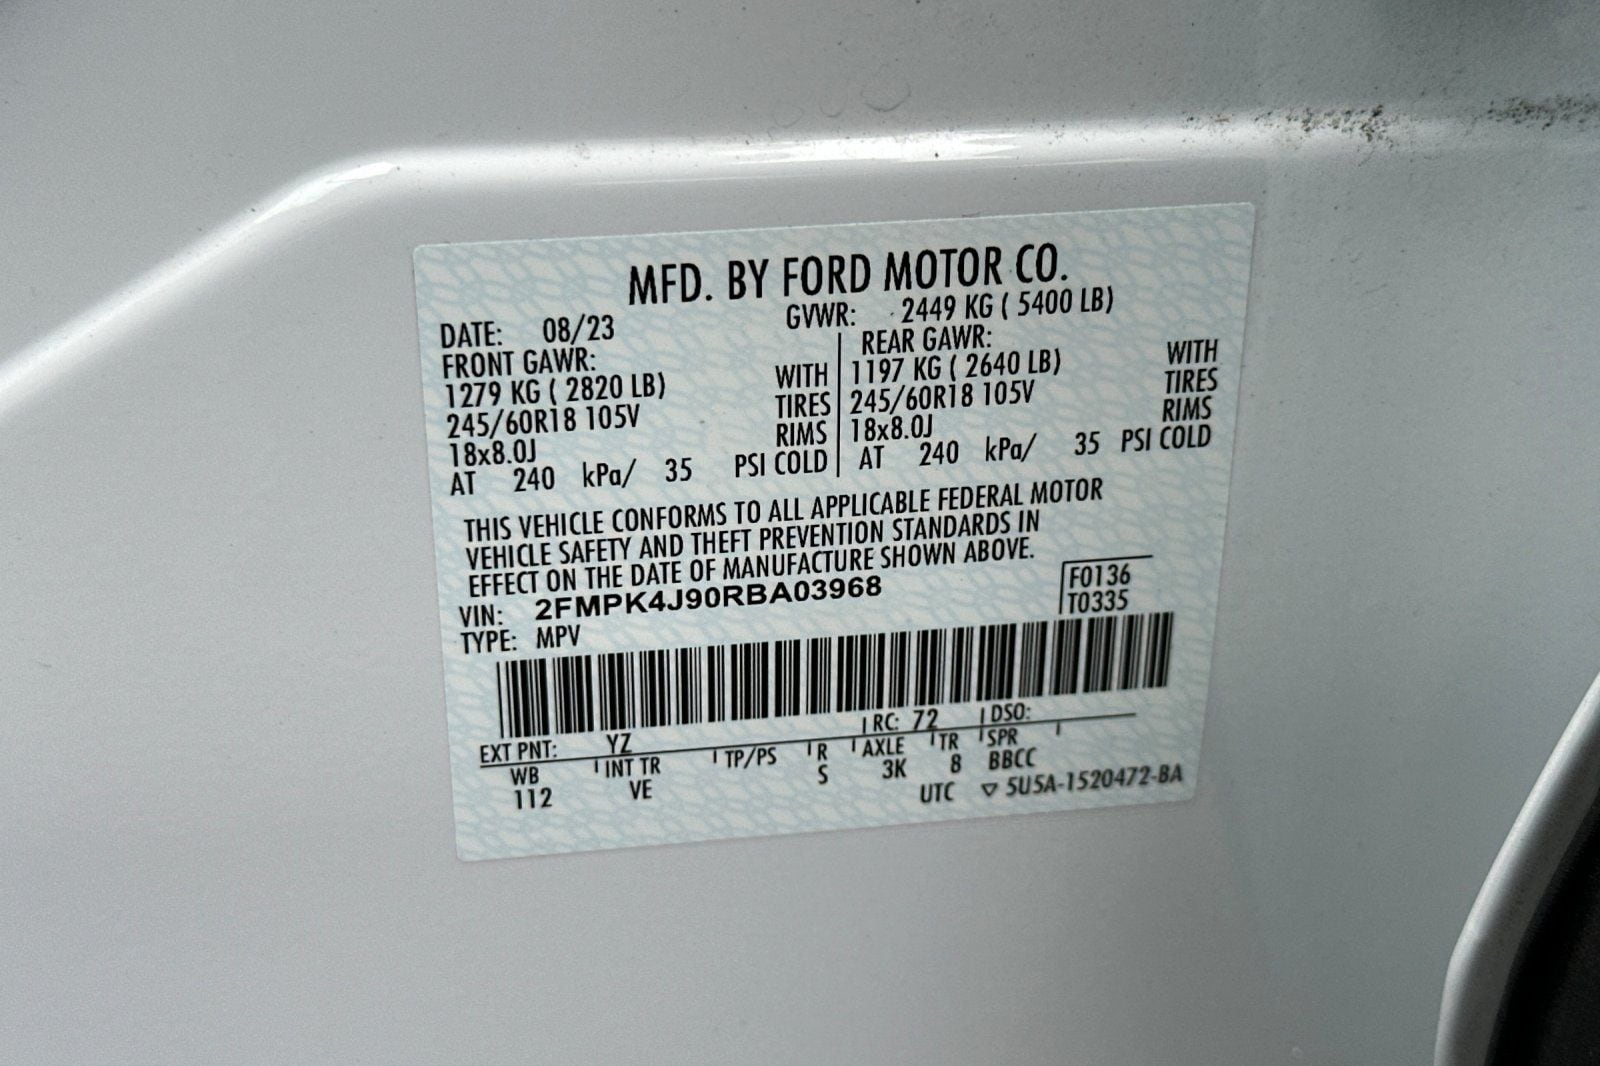 MFD. BY FORD MOTOR CO.
DATE: 08/23 GVWR: 2449 KG ( 5400 LB)
FRONT GAWR: REAR GAWR:
1279 KG ( 2820 LB) WITH 1197 KG ( 2640 LB) WITH
245/60R18 105V TIRES 245/60R18 105V TIRES
18x8.0J RIMS 18x8.0J RIMS
AT 240 kPa/ 35 PSI COLD AT 240 kPa/ 35 PSI COLD
THIS VEHICLE CONFORMS TO ALL APPLICABLE FEDERAL MOTOR
VEHICLE SAFETY AND THEFT PREVENTION STANDARDS IN
EFFECT ON THE DATE OF MANUFACTURE SHOWN ABOVE.
VIN: 2FMPK4J90RBA03968 F0136
TYPE: MPV T0335
EXT PNT: YZ RC: 72 DSO:
WB INT TR TP/PS R AXLE TR SPR
112 VE S 3K 8 BBCC
UTC ▽ 5U5A-1520472-BA